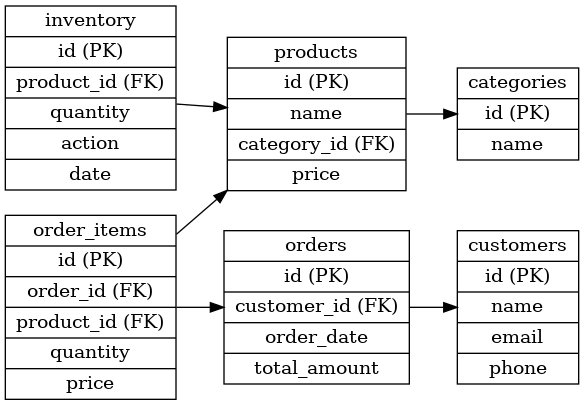 inventory
id (PK)
product_id (FK)
quantity
action
date
products
id (PK)
name
category_id (FK)
price
categories
id (PK)
name
order_items
id (PK)
order_id (FK)
product_id (FK)
quantity
price
orders
id (PK)
customer_id (FK)
order_date
total_amount
customers
id (PK)
name
email
phone